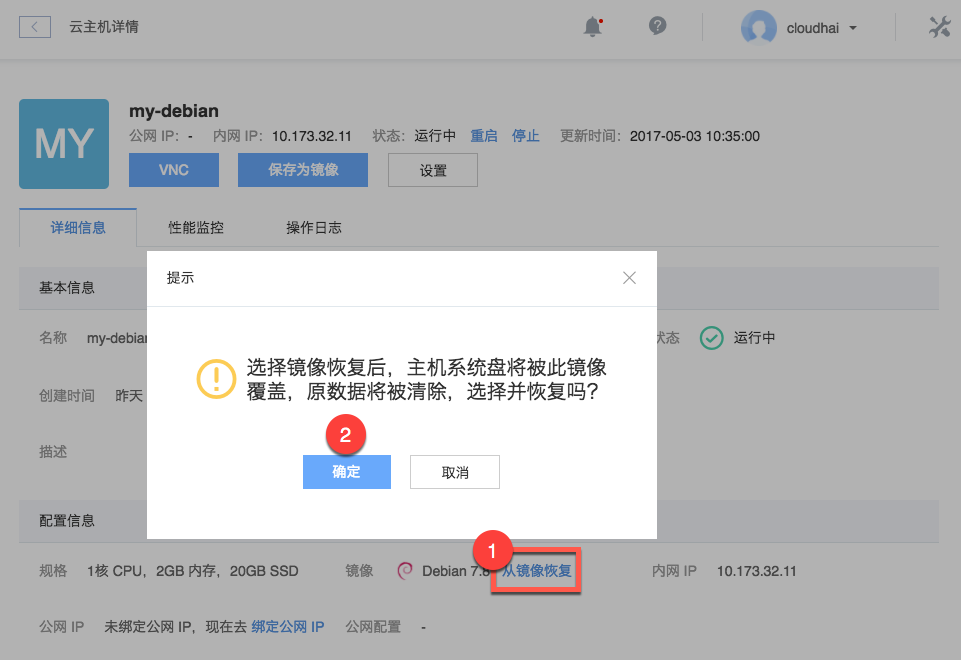 云主机详情
cloudhai
MY
my-debian
公网 IP: - 内网 IP: 10.173.32.11 状态: 运行中 重启 停止 更新时间: 2017-05-03 10:35:00
VNC 保存为镜像 设置
详细信息 性能监控 操作日志
提示
基本信息
名称 my-debian 状态 运行中
选择镜像恢复后，主机系统盘将被此镜像
覆盖，原数据将被清除，选择并恢复吗?
创建时间 昨天
2
描述
确定 取消
配置信息
1
规格 1核 CPU，2GB 内存，20GB SSD 镜像 Debian 7.8 从镜像恢复 内网 IP 10.173.32.11
公网 IP 未绑定公网 IP，现在去 绑定公网 IP 公网配置 -